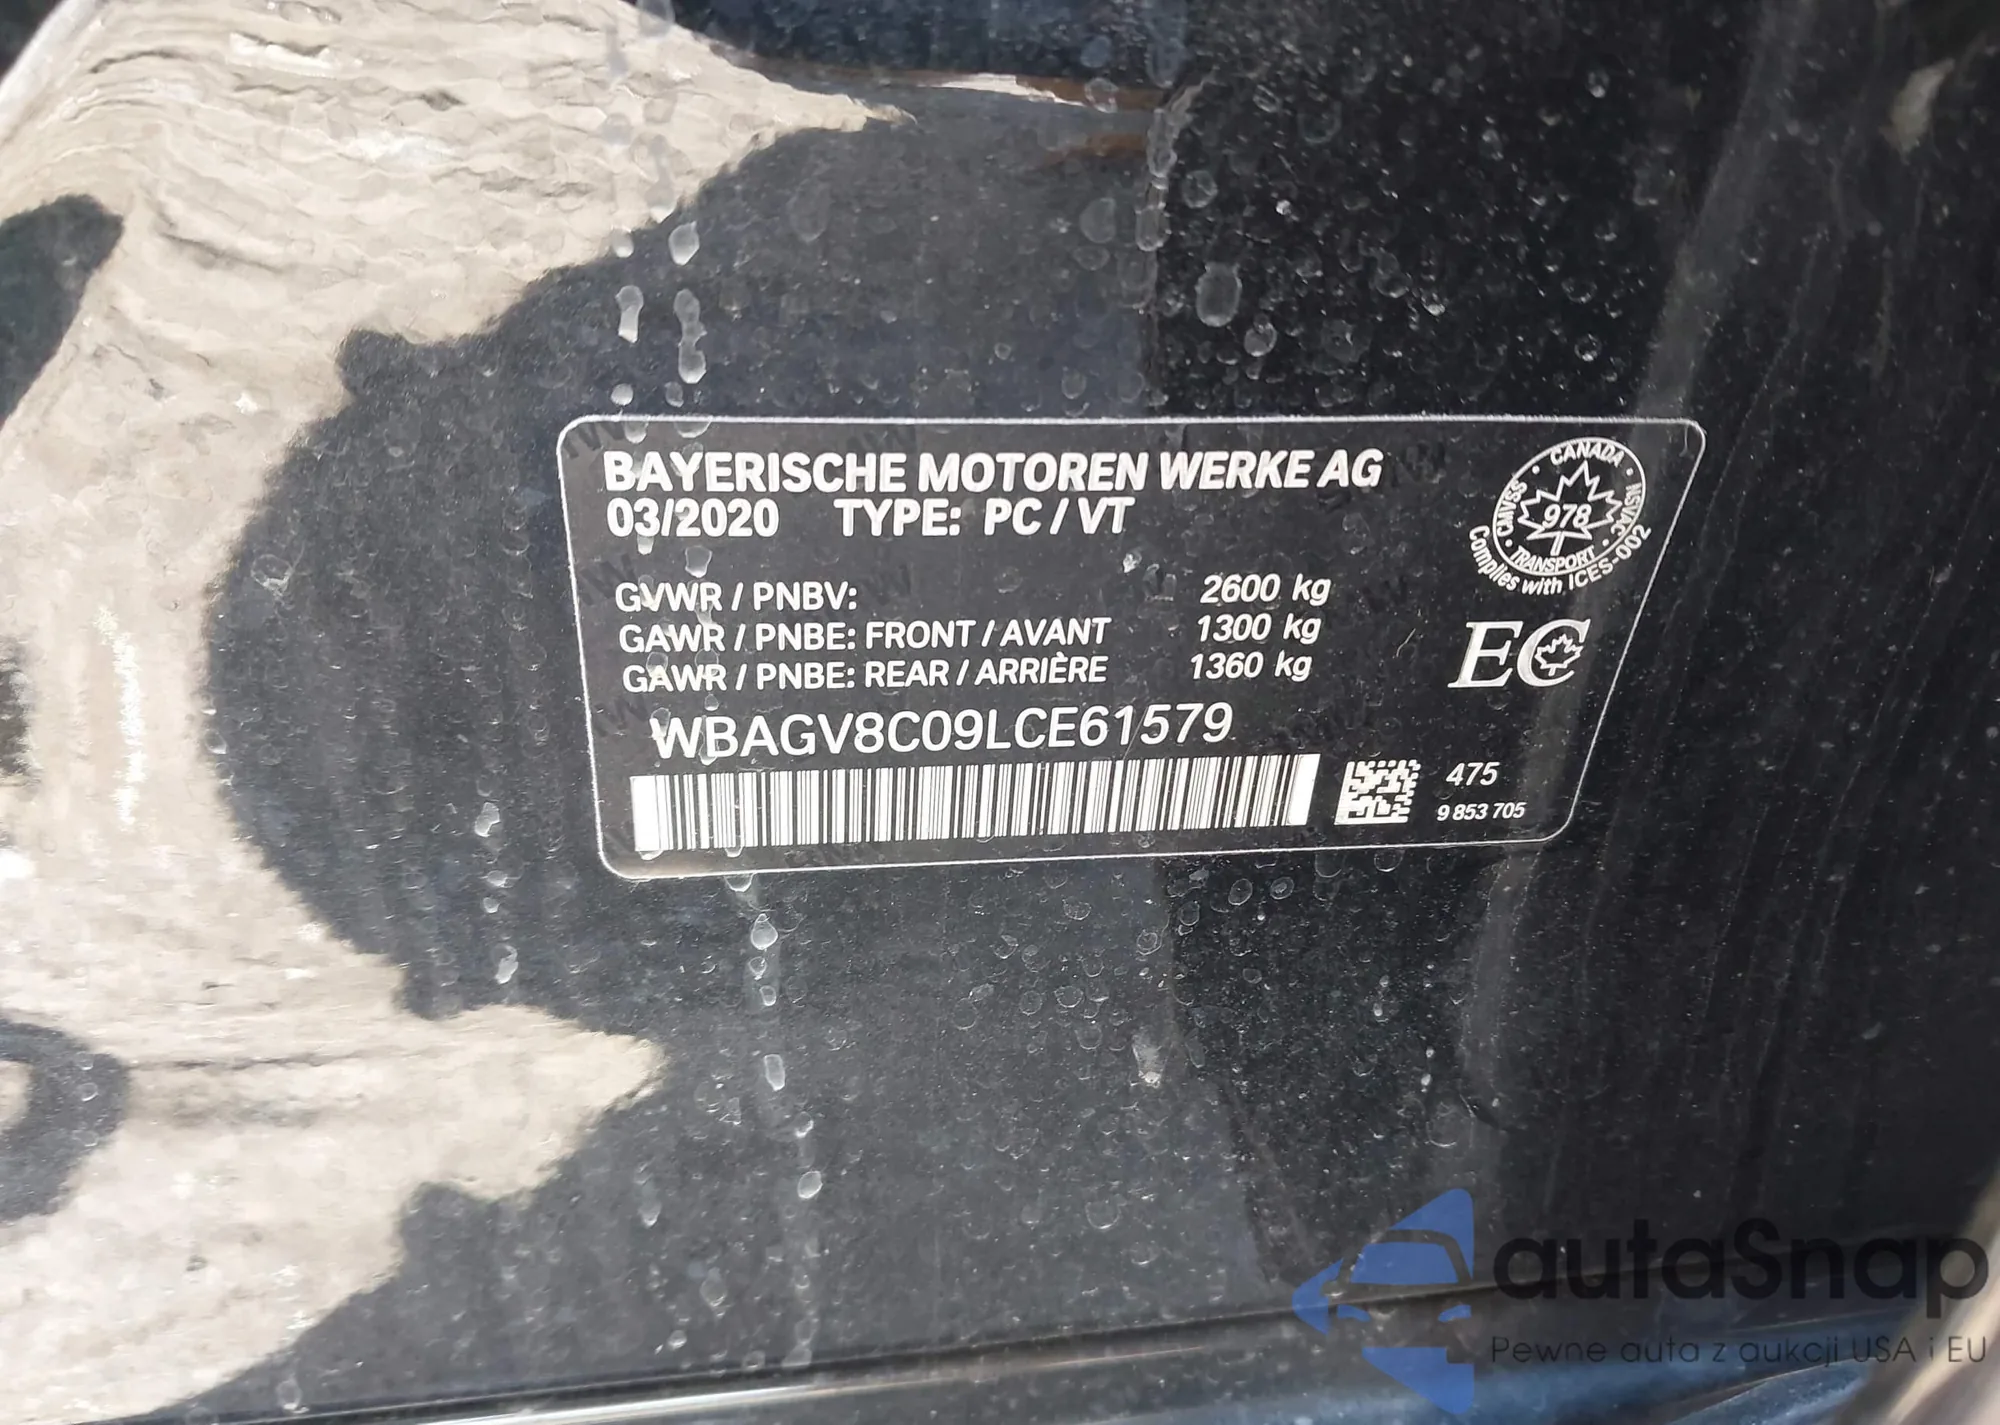 BAYERISCHE MOTOREN WERKE AG
03/2020 TYPE: PC / VT
GVWR / PNBV: 2600 kg
GAWR / PNBE: FRONT / AVANT 1300 kg
GAWR / PNBE: REAR / ARRIÈRE 1360 kg
WBAGV8C09LCE61579
475
9 853 705
CANADA
CMVSS 978 NSVAC
TRANSPORT
Complies with ICES-002
EC
autaSnap
Pewne auta z aukcji USA i EU